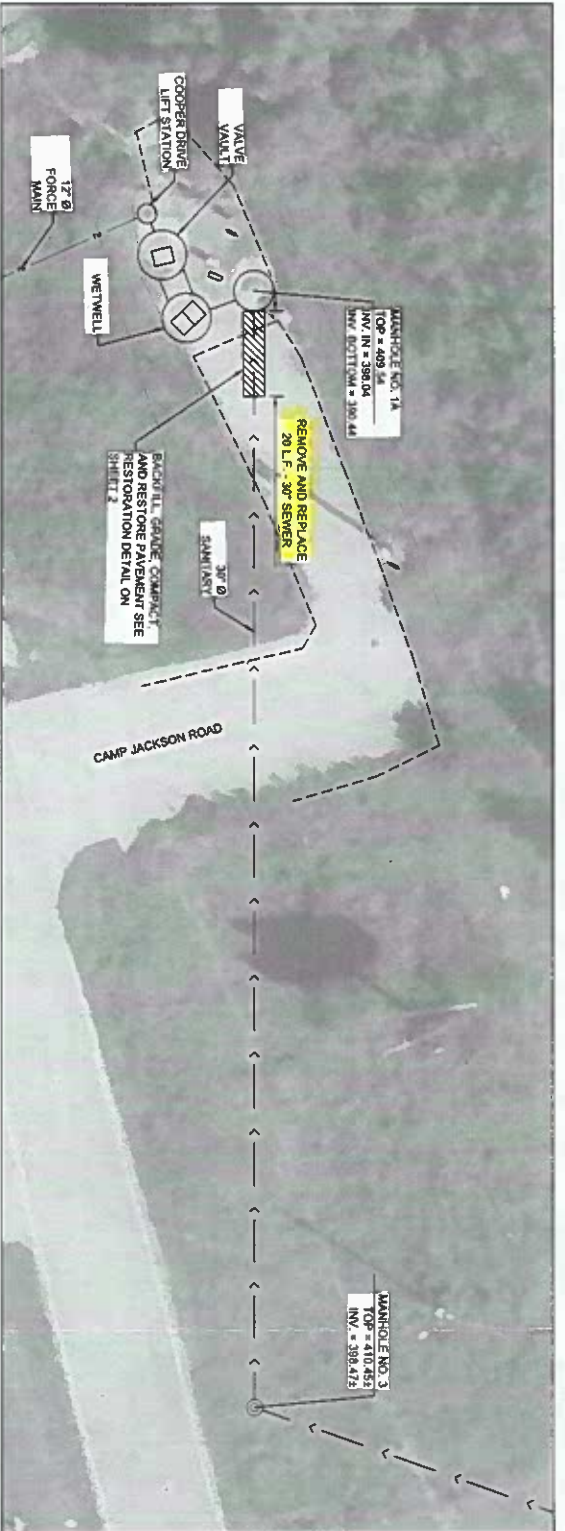 COOPER DRIVE
LIFT STATION
VALVE
VAULT
12" Ø
FORCE
MAIN
WETWELL
MANHOLE NO. 1A
TOP = 409.54
INV. IN = 398.04
INV. BOTTOM = 390.44
REMOVE AND REPLACE
20 L.F. - 30" SEWER
BACKFILL, GRADE, COMPACT,
AND RESTORE PAVEMENT SEE
RESTORATION DETAIL ON
SHEET 2
30" Ø
SANITARY
CAMP JACKSON ROAD
MANHOLE NO. 3
TOP = 410.45±
INV. = 398.47±